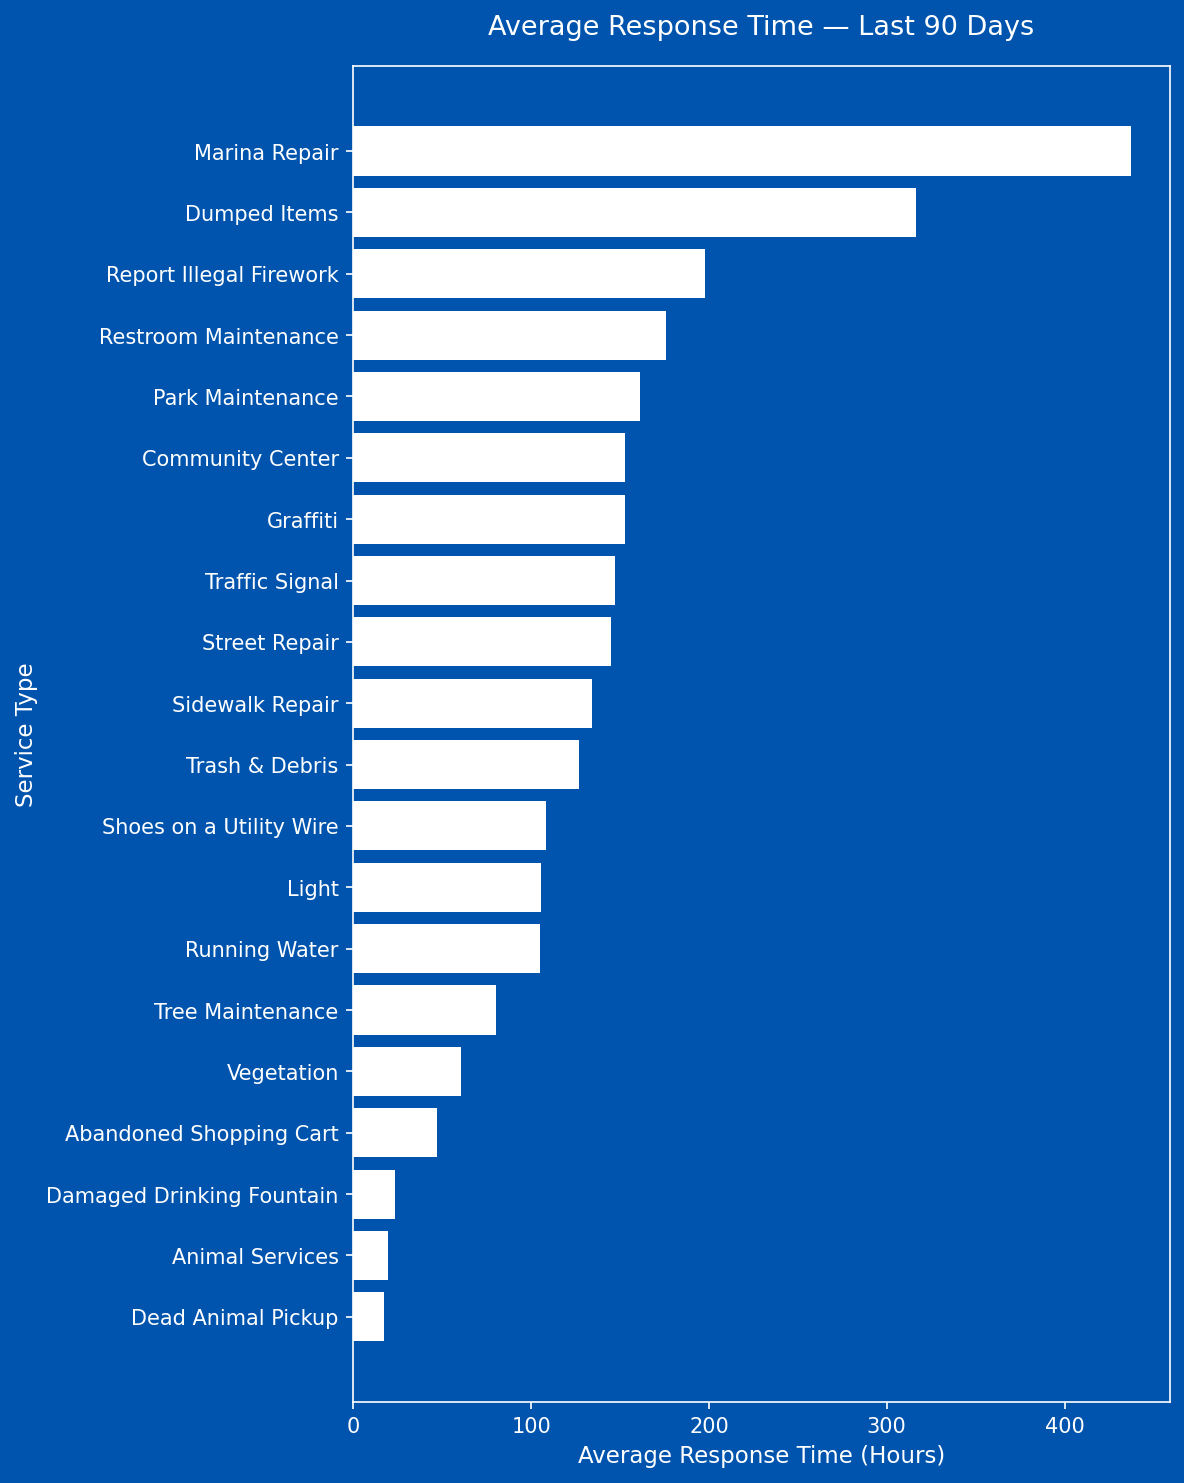 Average Response Time — Last 90 Days
Service Type
Marina Repair
Dumped Items
Report Illegal Firework
Restroom Maintenance
Park Maintenance
Community Center
Graffiti
Traffic Signal
Street Repair
Sidewalk Repair
Trash & Debris
Shoes on a Utility Wire
Light
Running Water
Tree Maintenance
Vegetation
Abandoned Shopping Cart
Damaged Drinking Fountain
Animal Services
Dead Animal Pickup
0 100 200 300 400
Average Response Time (Hours)